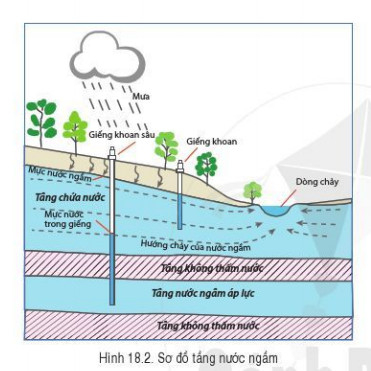 Mưa
Giếng khoan sâu
Giếng khoan
Mực nước ngầm
Dòng chảy
Tầng chứa nước
Mực nước
trong giếng
Hướng chảy của nước ngầm
Tầng không thấm nước
Tầng nước ngầm áp lực
Tầng không thấm nước
Hình 18.2. Sơ đồ tầng nước ngầm